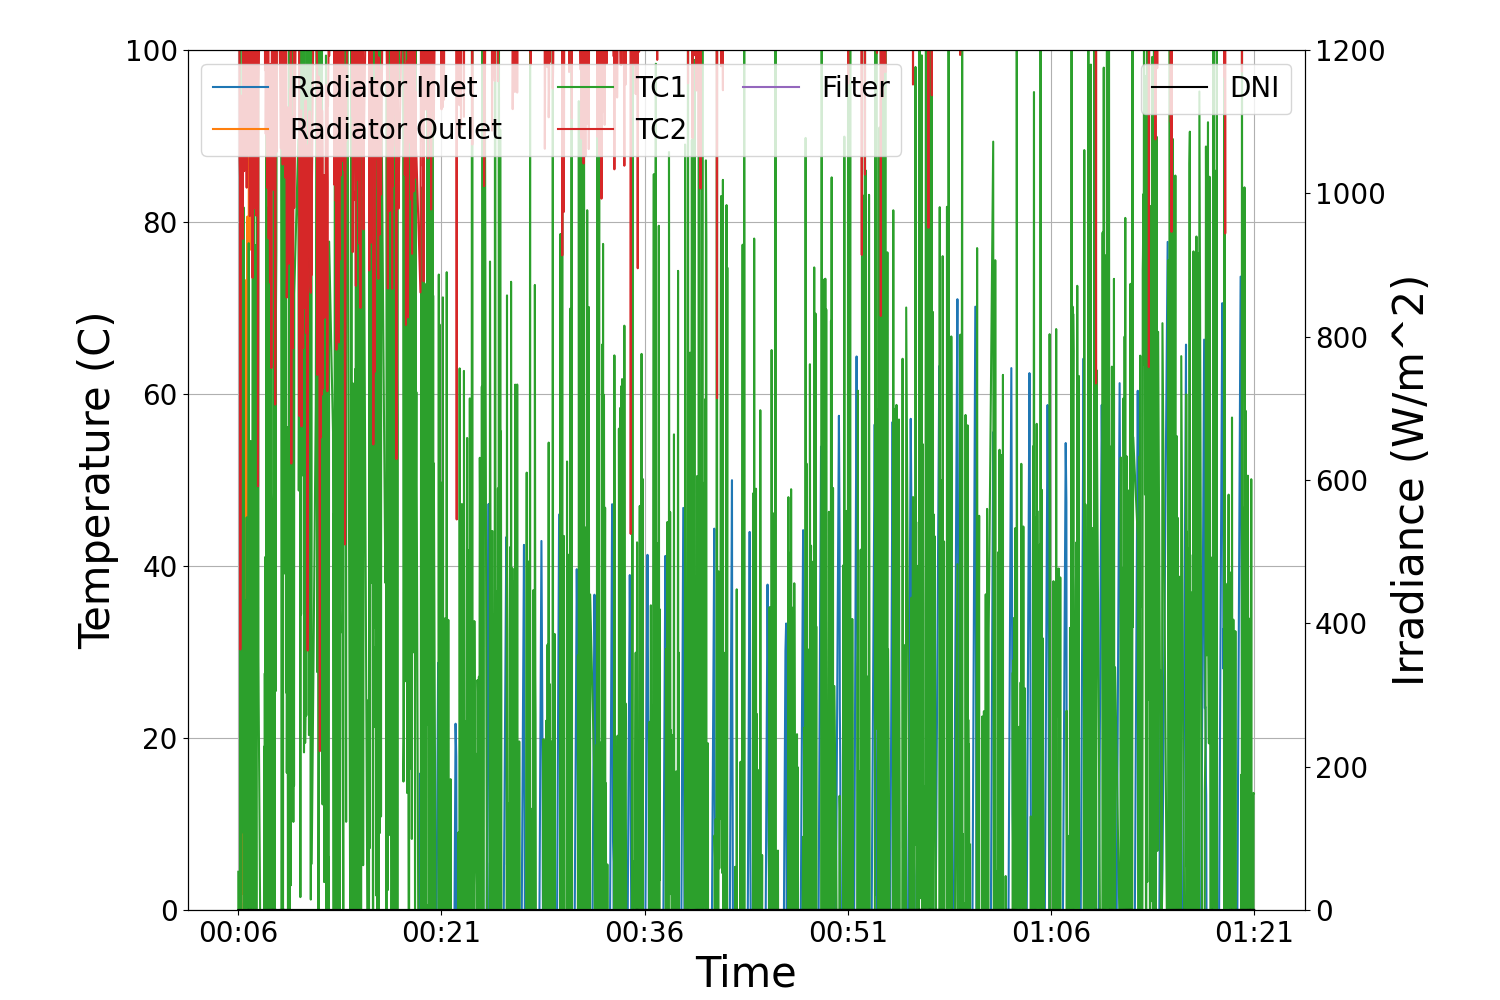 Radiator Inlet
Radiator Outlet
TC1
TC2
Filter
DNI
100
80
60
40
20
0
Temperature (C)
1200
1000
800
600
400
200
0
Irradiance (W/m^2)
00:06 00:21 00:36 00:51 01:06 01:21
Time